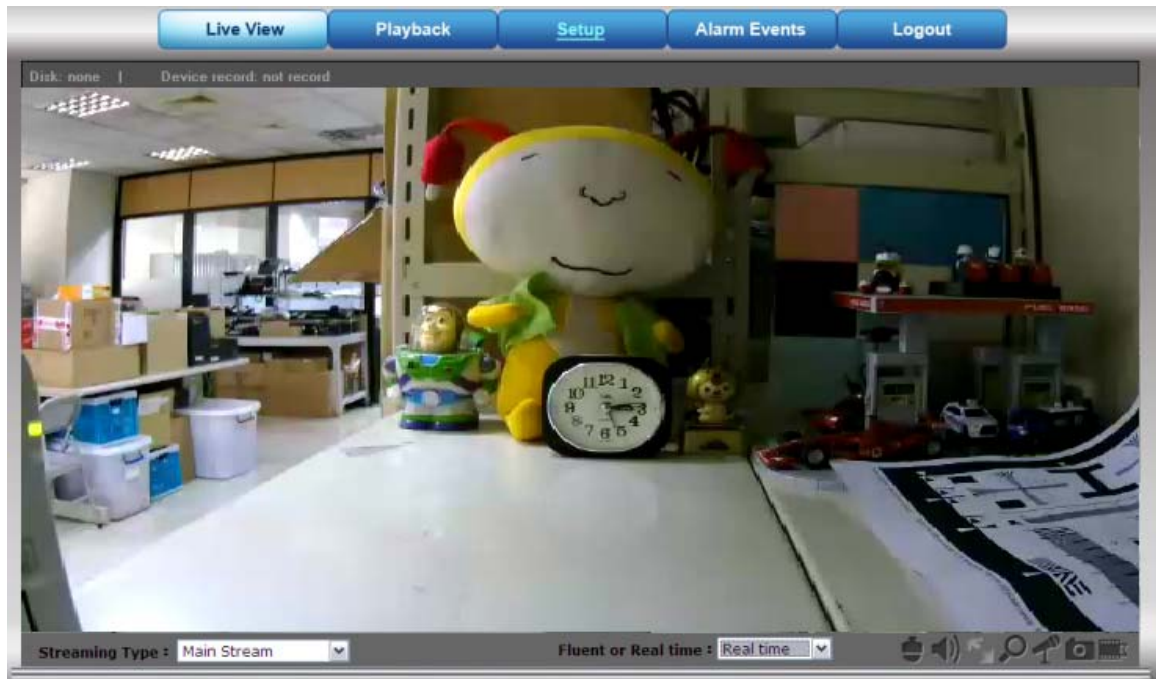 Live View
Playback
Setup
Alarm Events
Logout
Disk: none | Device record: not record
11 12 1
10 2
9 3
8 4
7 6 5
Streaming Type : Main Stream
Fluent or Real time : Real time